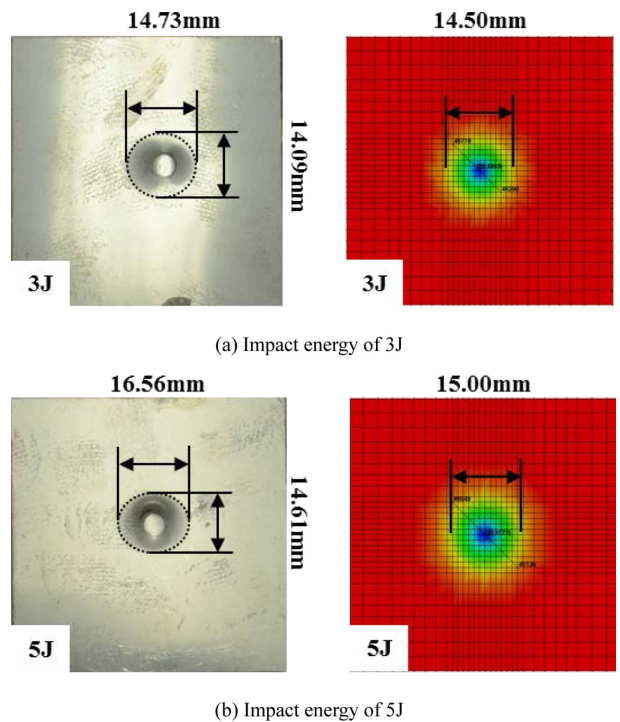 14.73mm
14.50mm
14.09mm
3J
3J
(a) Impact energy of 3J
16.56mm
15.00mm
14.61mm
5J
5J
(b) Impact energy of 5J